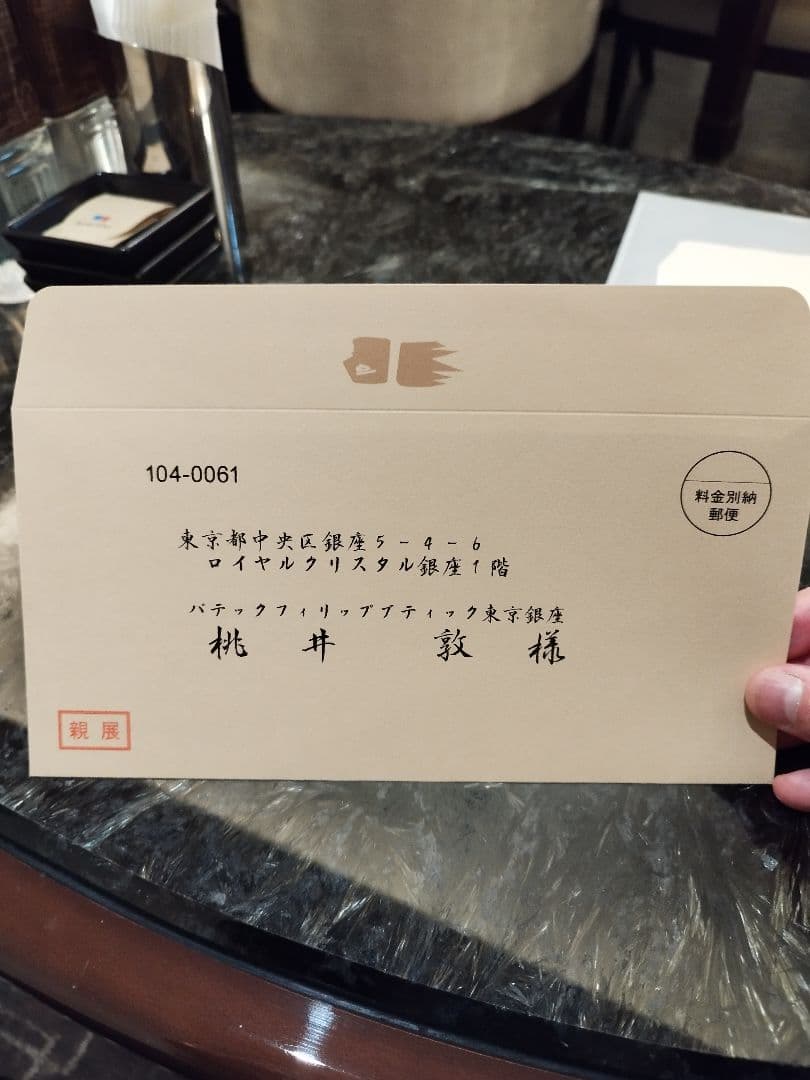 104-0061
料金別納
郵便
東京都中央区銀座5-4-6
ロイヤルクリスタル銀座1階
パテックフィリップブティック東京銀座
桃井 敦 様
親展